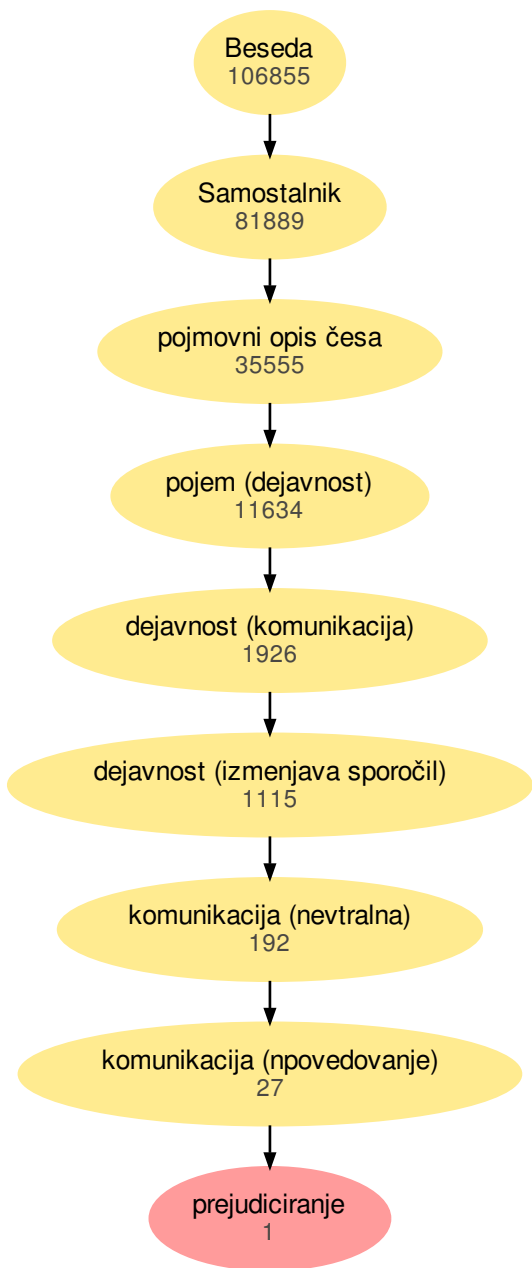 Beseda
106855
Samostalnik
81889
pojmovni opis česa
35555
pojem (dejavnost)
11634
dejavnost (komunikacija)
1926
dejavnost (izmenjava sporočil)
1115
komunikacija (nevtralna)
192
komunikacija (npovedovanje)
27
prejudiciranje
1